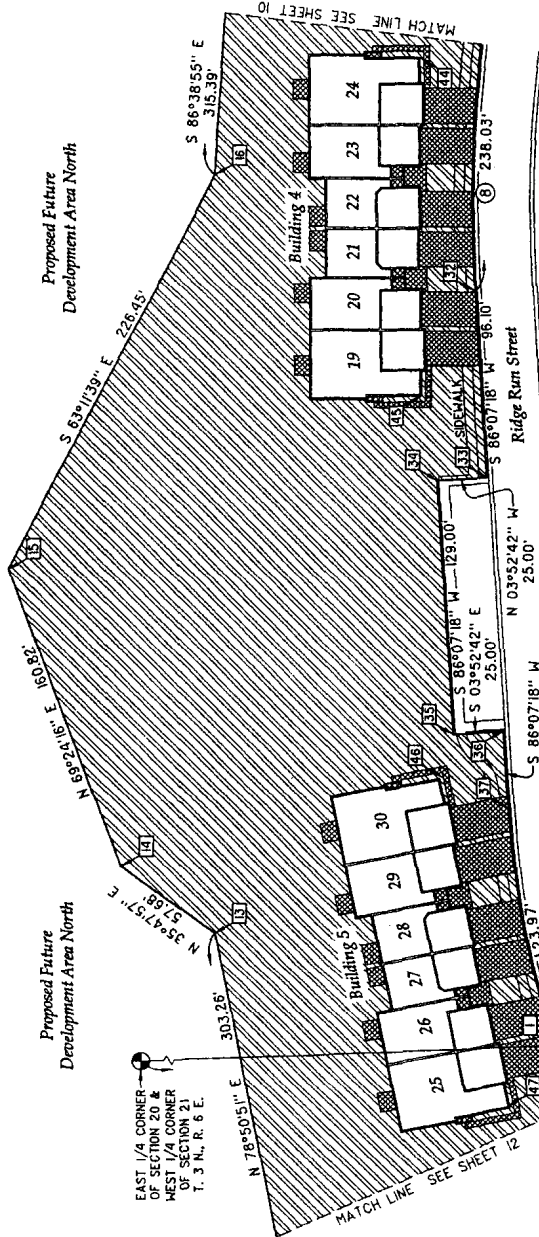 Proposed Future
Development Area North
Proposed Future
Development Area North
EAST 1/4 CORNER
OF SECTION 20 &
WEST 1/4 CORNER
OF SECTION 21
T. 3 N., R. 6 E.
N 78°50'51" E
303.26'
13
N 35°47'57" E
57.68'
14
N 69°24'16" E 160.82'
15
S 63°11'39" E 226.45'
16
S 86°38'55" E
315.39'
MATCH LINE SEE SHEET 10
MATCH LINE SEE SHEET 12
Building 5
25
26
27
28
29
30
47
1
46
37
36
35
Building 4
19
20
21
22
23
24
45
32
44
34
33
SIDEWALK
8
238.03'
S 86°07'18" W 96.10'
S 86°07'18" W 129.00'
S 03°52'42" E
25.00'
N 03°52'42" W
25.00'
S 86°07'18" W
123.97'
Ridge Run Street